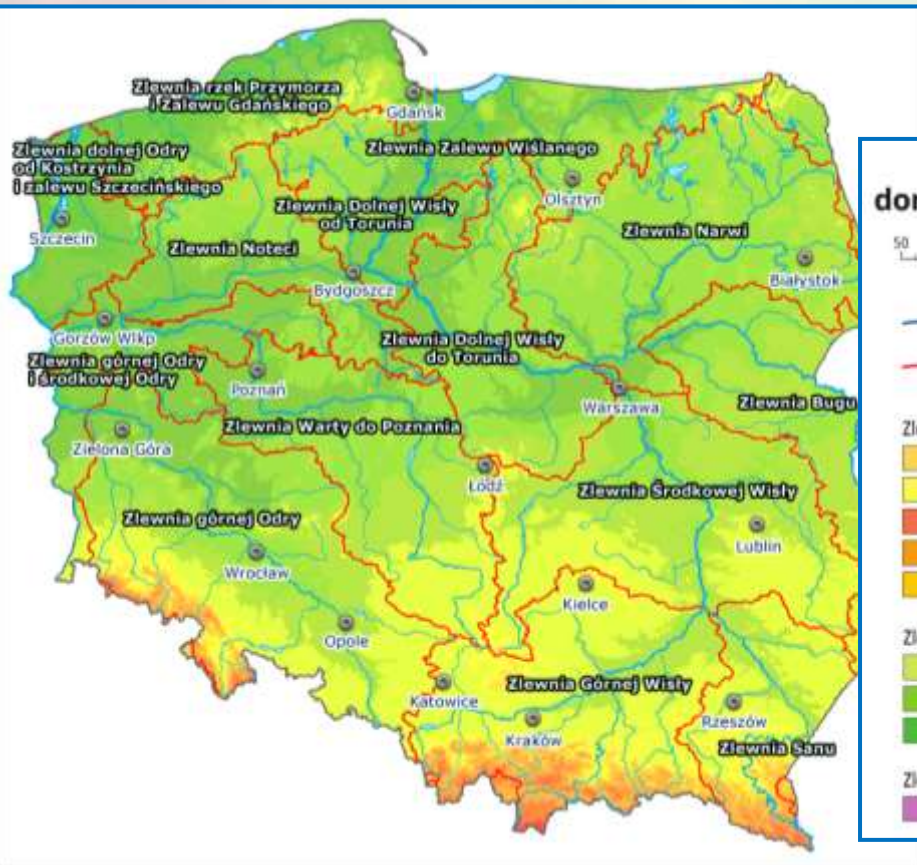 Zlewnia rzek Przymorza
i Zalewu Gdańskiego
Gdańsk
Zlewnia dolnej Odry
od Kostrzynia
i zalewu Szczecińskiego
Zlewnia Zalewu Wiślanego
Olsztyn
Zlewnia Dolnej Wisły
od Torunia
Szczecin
Zlewnia Noteci
Zlewnia Narwi
Białystok
Bydgoszcz
Gorzów Wlkp
Zlewnia Dolnej Wisły
do Torunia
Zlewnia górnej Odry
i środkowej Odry
Poznań
Warszawa
Zlewnia Bugu
Zlewnia Warty do Poznania
Zielona Góra
Łódź
Zlewnia Środkowej Wisły
Zlewnia górnej Odry
Lublin
Wrocław
Kielce
Opole
Katowice
Zlewnia Górnej Wisły
Rzeszów
Kraków
Zlewnia Sanu
50